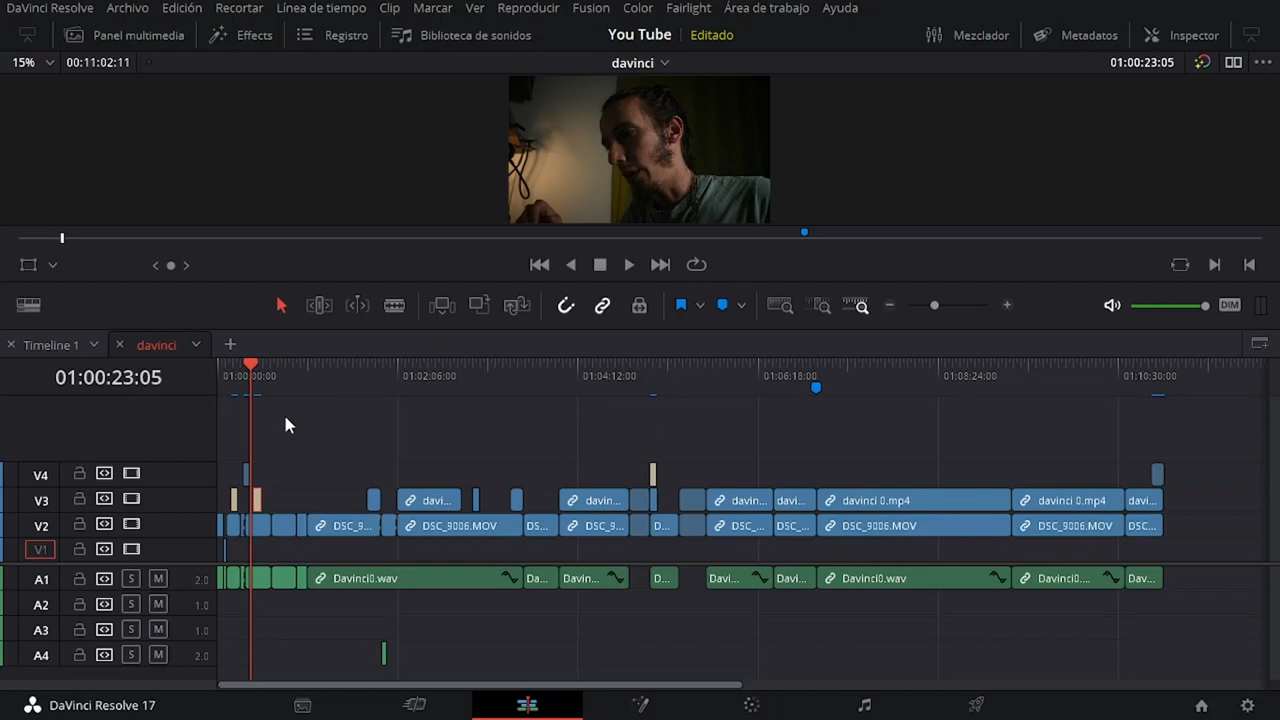 DaVinci Resolve Archivo Edición Recortar Línea de tiempo Clip Marcar Ver Reproducir Fusion Color Fairlight Área de trabajo Ayuda
Panel multimedia Effects Registro Biblioteca de sonidos You Tube Editado Mezclador Metadatos Inspector
15% 00:11:02:11 davinci 01:00:23:05
DIM
Timeline 1 davinci
01:00:23:05 01:00:00:00 01:02:06:00 01:04:12:00 01:06:18:00 01:08:24:00 01:10:30:00
V4
V3 davi... davin... davin... davi... davinci 0.mp4 davinci 0.mp4 davi...
V2 DSC_9... DSC_9006.MOV DS... DSC_9... D... DSC_... DS... DSC_9006.MOV DSC_9006.MOV DSC...
V1
A1 S M 2.0 Davinci0.wav Da... Davin... D... Davi... Davi... Davinci0.wav Davinci0.... Dav...
A2 S M 1.0
A3 S M 1.0
A4 S M 2.0
DaVinci Resolve 17